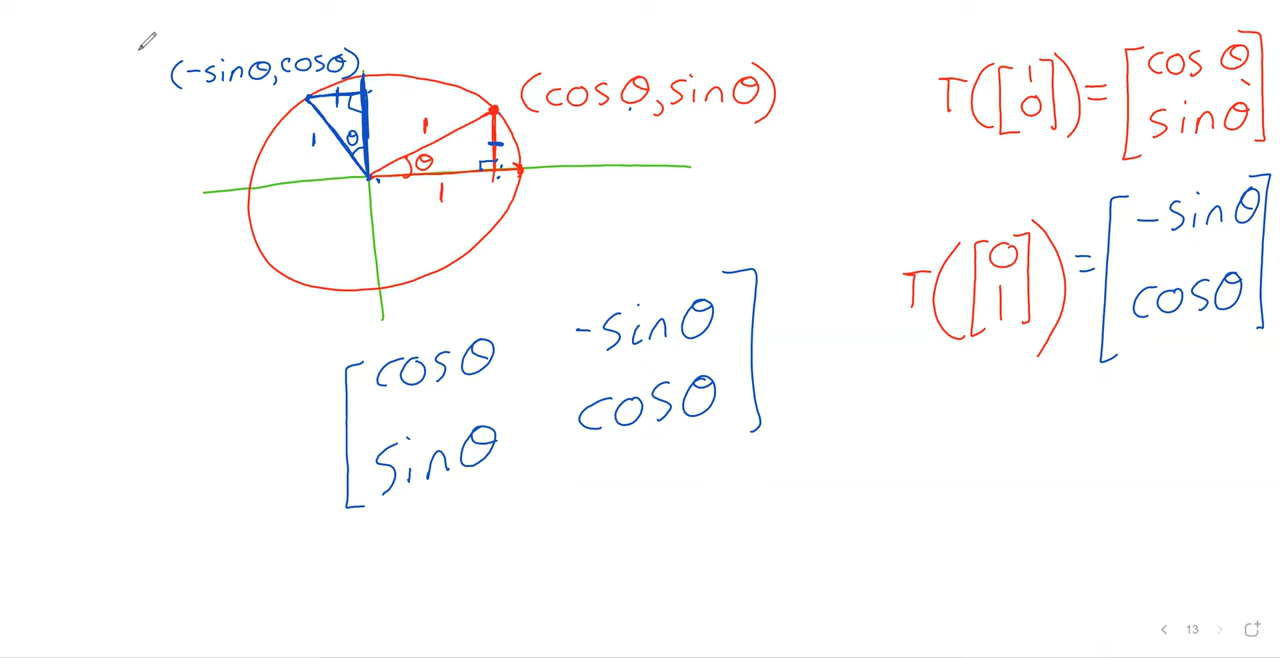 (-sinθ, cosθ)
(cosθ, sinθ)
1
θ
1
θ
1
T([1 0]) = [cos θ sinθ]
T([0 1]) = [-sinθ cosθ]
[cosθ -sinθ
sinθ cosθ]
13